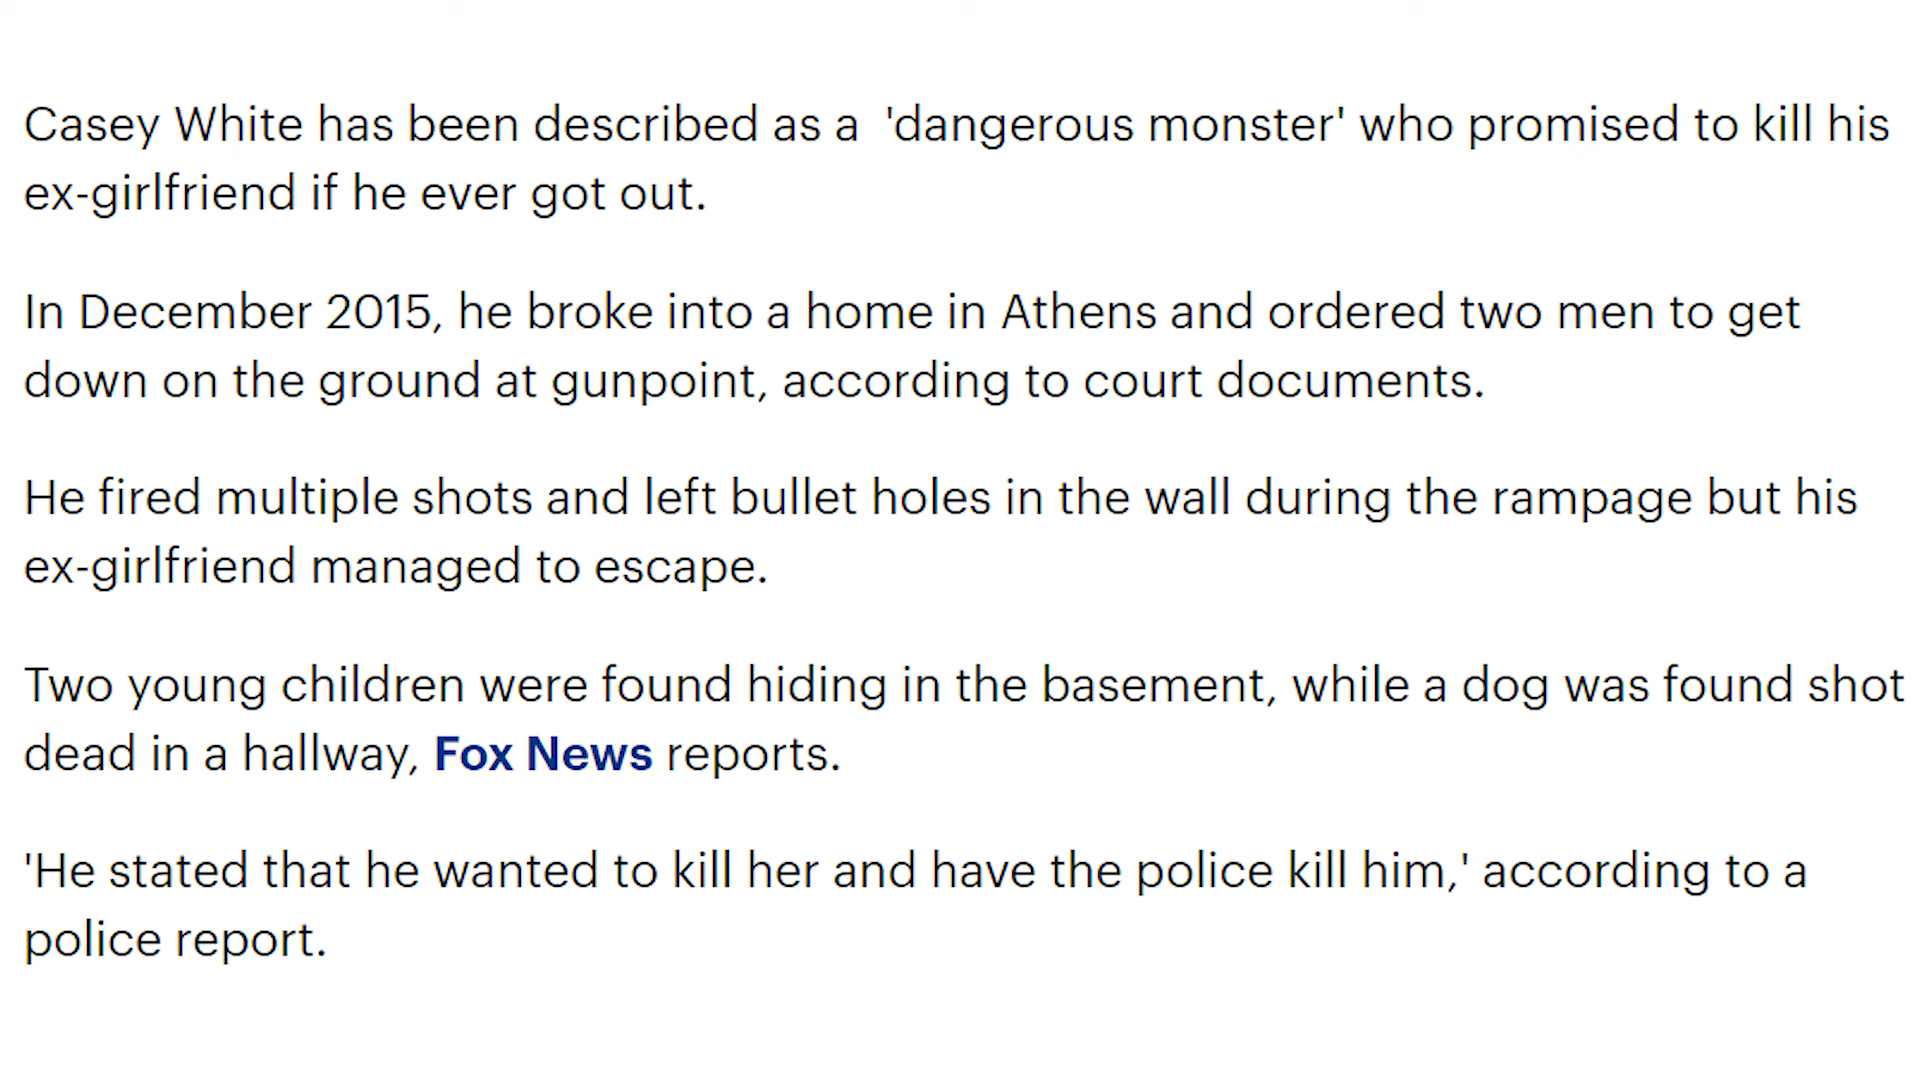 Casey White has been described as a 'dangerous monster' who promised to kill his
ex-girlfriend if he ever got out.
In December 2015, he broke into a home in Athens and ordered two men to get
down on the ground at gunpoint, according to court documents.
He fired multiple shots and left bullet holes in the wall during the rampage but his
ex-girlfriend managed to escape.
Two young children were found hiding in the basement, while a dog was found shot
dead in a hallway, Fox News reports.
'He stated that he wanted to kill her and have the police kill him,' according to a
police report.